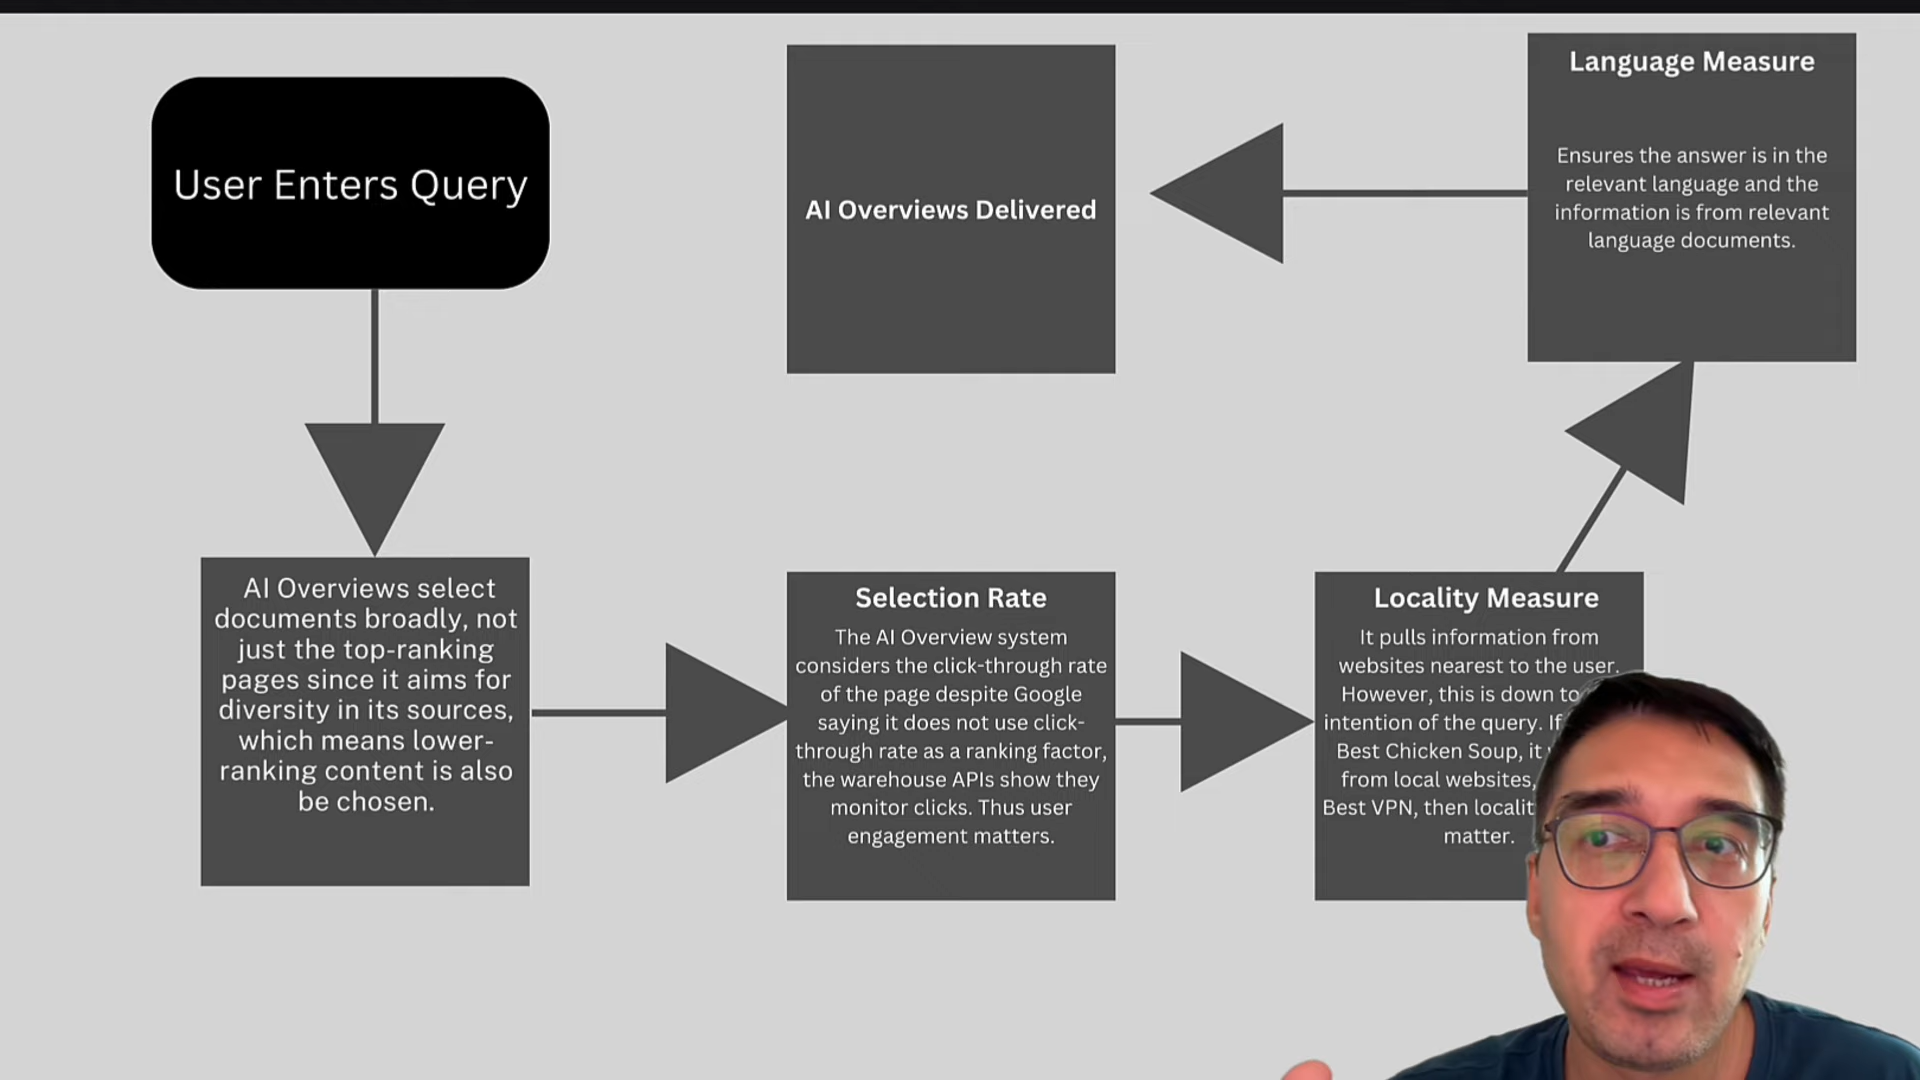 User Enters Query
AI Overviews select
documents broadly, not
just the top-ranking
pages since it aims for
diversity in its sources,
which means lower-
ranking content is also
be chosen.
Selection Rate
The AI Overview system
considers the click-through rate
of the page despite Google
saying it does not use click-
through rate as a ranking factor,
the warehouse APIs show they
monitor clicks. Thus user
engagement matters.
Locality Measure
It pulls information from
websites nearest to the user.
However, this is down to
intention of the query. If
Best Chicken Soup, it
from local websites,
Best VPN, then
matter.
Language Measure
Ensures the answer is in the
relevant language and the
information is from relevant
language documents.
AI Overviews Delivered